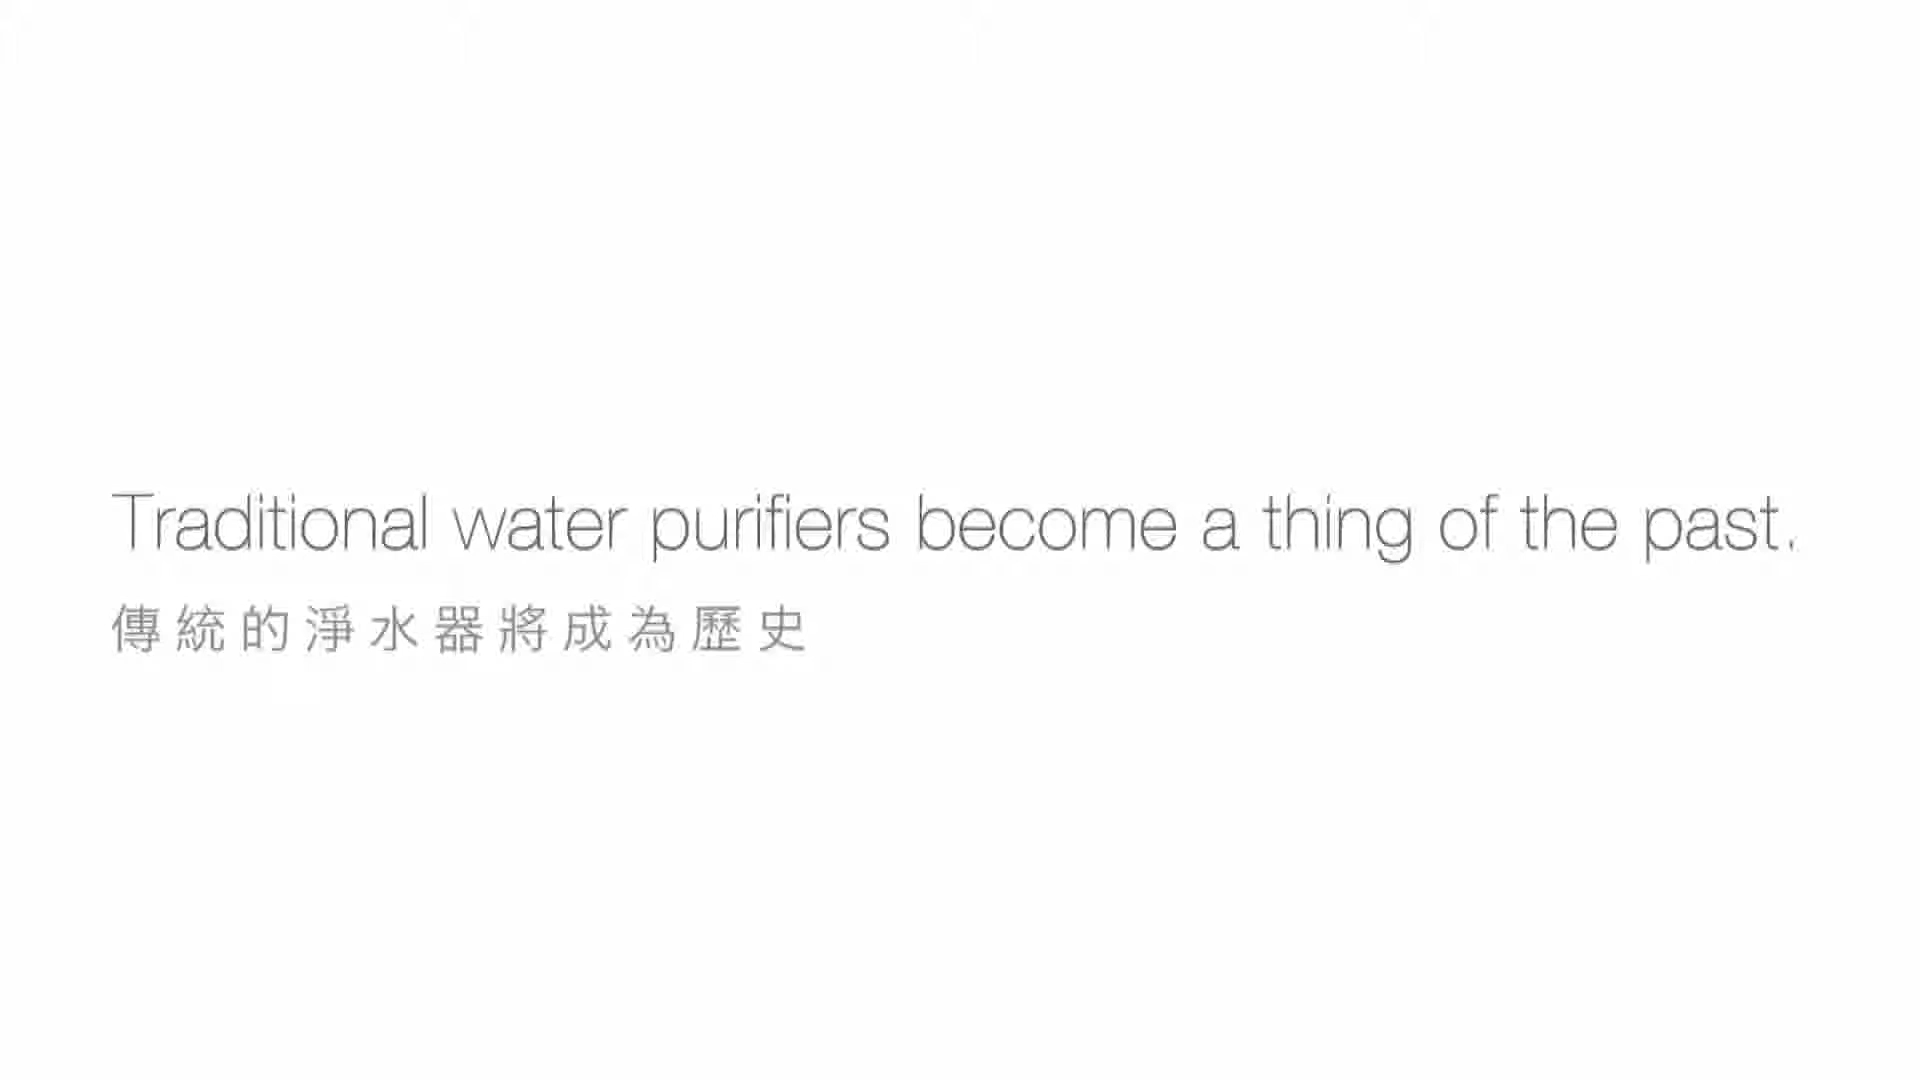 Traditional water purifiers become a thing of the past.
傳統的淨水器將成為歷史